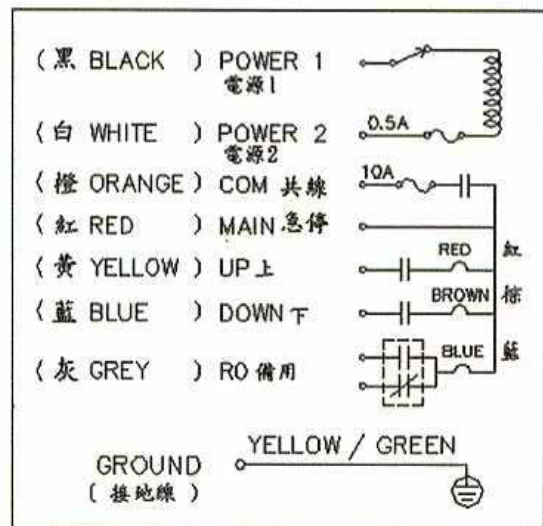 ( 黑 BLACK ) POWER 1
電源1
( 白 WHITE ) POWER 2 0.5A
電源2
( 橙 ORANGE ) COM 共線 10A
( 紅 RED ) MAIN 急停
( 黃 YELLOW ) UP 上 RED 紅
( 藍 BLUE ) DOWN 下 BROWN 棕
( 灰 GREY ) RO 備用 BLUE 藍
YELLOW / GREEN
GROUND
( 接地線 )